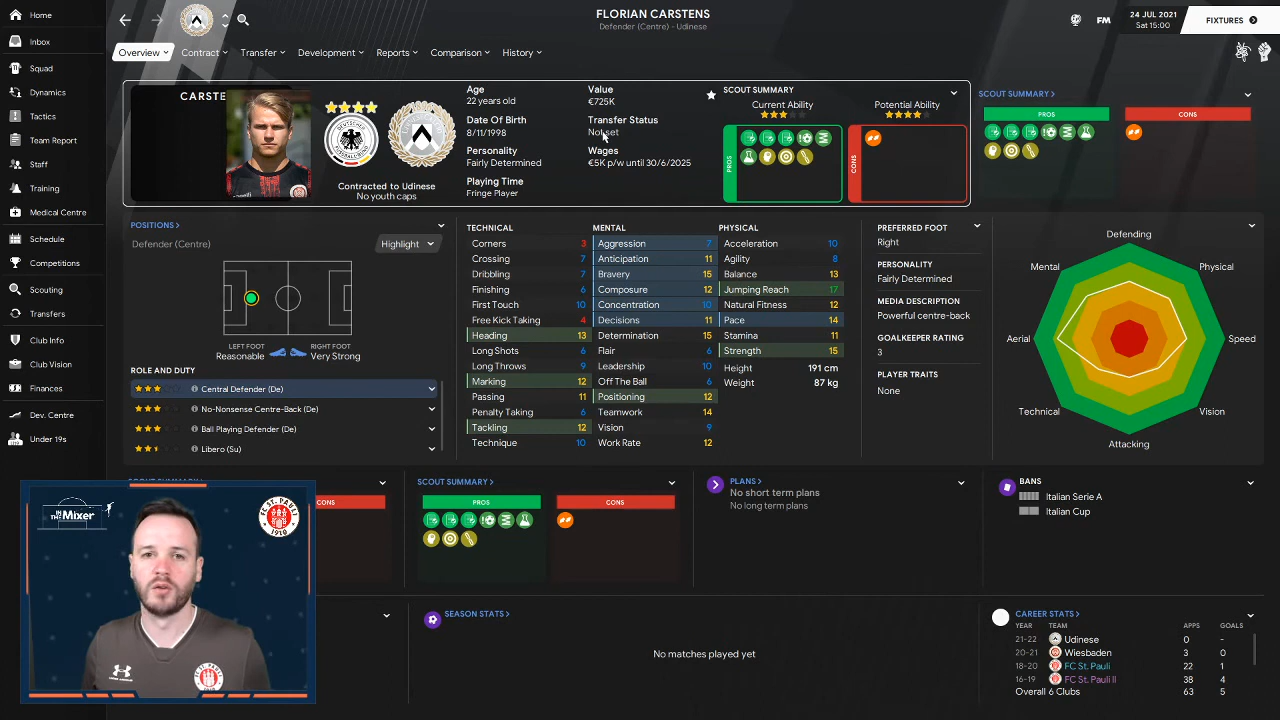 Home
Inbox
Squad
Dynamics
Tactics
Team Report
Staff
Training
Medical Centre
Schedule
Competitions
Scouting
Transfers
Club Info
Club Vision
Finances
Dev. Centre
Under 19s
FLORIAN CARSTENS
Defender (Centre) - Udinese
FM
24 JUL 2021
Sat 15:00
FIXTURES
Overview
Contract
Transfer
Development
Reports
Comparison
History
CARSTE
Contracted to Udinese
No youth caps
Age
22 years old
Date Of Birth
8/11/1998
Personality
Fairly Determined
Playing Time
Fringe Player
Value
€725K
Transfer Status
Not set
Wages
€5K p/w until 30/6/2025
SCOUT SUMMARY
Current Ability
Potential Ability
PROS
CONS
SCOUT SUMMARY
PROS
CONS
POSITIONS
Defender (Centre)
Highlight
LEFT FOOT
Reasonable
RIGHT FOOT
Very Strong
ROLE AND DUTY
Central Defender (De)
No-Nonsense Centre-Back (De)
Ball Playing Defender (De)
Libero (Su)
TECHNICAL
Corners 3
Crossing 7
Dribbling 7
Finishing 6
First Touch 10
Free Kick Taking 4
Heading 13
Long Shots 6
Long Throws 9
Marking 12
Passing 11
Penalty Taking 6
Tackling 12
Technique 10
MENTAL
Aggression 7
Anticipation 11
Bravery 15
Composure 12
Concentration 10
Decisions 11
Determination 15
Flair 6
Leadership 10
Off The Ball 6
Positioning 12
Teamwork 14
Vision 9
Work Rate 12
PHYSICAL
Acceleration 10
Agility 8
Balance 13
Jumping Reach 17
Natural Fitness 12
Pace 14
Stamina 11
Strength 15
Height 191 cm
Weight 87 kg
PREFERRED FOOT
Right
PERSONALITY
Fairly Determined
MEDIA DESCRIPTION
Powerful centre-back
GOALKEEPER RATING
3
PLAYER TRAITS
None
Defending
Mental
Physical
Aerial
Speed
Technical
Vision
Attacking
CONS
SCOUT SUMMARY
PROS
CONS
PLANS
No short term plans
No long term plans
BANS
Italian Serie A
Italian Cup
SEASON STATS
No matches played yet
CAREER STATS
YEAR TEAM APPS GOALS
21-22 Udinese 0 -
20-21 Wiesbaden 3 0
18-20 FC St. Pauli 22 1
16-19 FC St. Pauli II 38 4
Overall 6 Clubs 63 5
IN
THE Mixer
FC ST. PAULI
1910